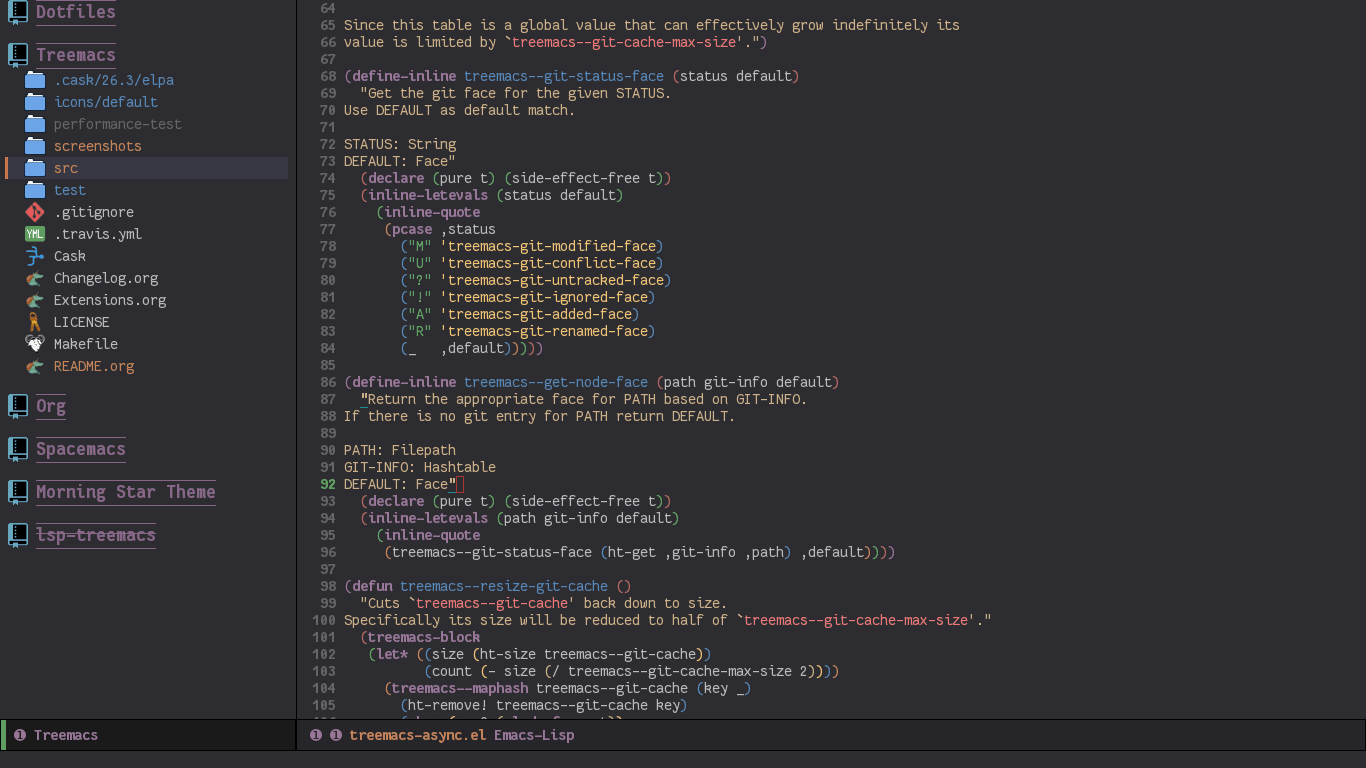 Dotfiles
Treemacs
.cask/26.3/elpa
icons/default
performance-test
screenshots
src
test
.gitignore
YML .travis.yml
Cask
Changelog.org
Extensions.org
LICENSE
Makefile
README.org
Org
Spacemacs
Morning Star Theme
lsp-treemacs
1 Treemacs
64
65 Since this table is a global value that can effectively grow indefinitely its
66 value is limited by `treemacs--git-cache-max-size'.")
67
68 (define-inline treemacs--git-status-face (status default)
69   "Get the git face for the given STATUS.
70 Use DEFAULT as default match.
71
72 STATUS: String
73 DEFAULT: Face"
74   (declare (pure t) (side-effect-free t))
75   (inline-letevals (status default)
76     (inline-quote
77      (pcase ,status
78        ("M" 'treemacs-git-modified-face)
79        ("U" 'treemacs-git-conflict-face)
80        ("?" 'treemacs-git-untracked-face)
81        ("!" 'treemacs-git-ignored-face)
82        ("A" 'treemacs-git-added-face)
83        ("R" 'treemacs-git-renamed-face)
84        (_   ,default)))))
85
86 (define-inline treemacs--get-node-face (path git-info default)
87   "Return the appropriate face for PATH based on GIT-INFO.
88 If there is no git entry for PATH return DEFAULT.
89
90 PATH: Filepath
91 GIT-INFO: Hashtable
92 DEFAULT: Face"
93   (declare (pure t) (side-effect-free t))
94   (inline-letevals (path git-info default)
95     (inline-quote
96      (treemacs--git-status-face (ht-get ,git-info ,path) ,default))))
97
98 (defun treemacs--resize-git-cache ()
99   "Cuts `treemacs--git-cache' back down to size.
100 Specifically its size will be reduced to half of `treemacs--git-cache-max-size'."
101   (treemacs-block
102    (let* ((size (ht-size treemacs--git-cache))
103           (count (- size (/ treemacs--git-cache-max-size 2))))
104      (treemacs--maphash treemacs--git-cache (key _)
105        (ht-remove! treemacs--git-cache key)
1 1 treemacs-async.el Emacs-Lisp